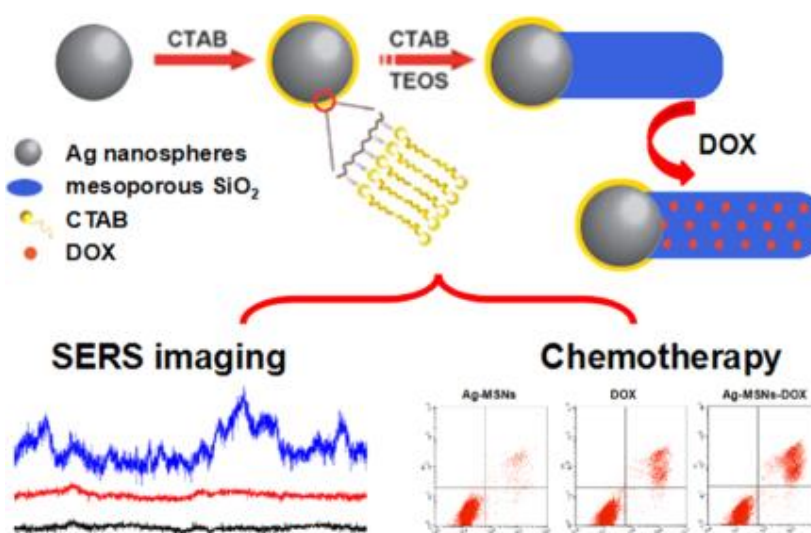 CTAB
CTAB
TEOS
Ag nanospheres
mesoporous SiO₂
CTAB
DOX
DOX
SERS imaging
Chemotherapy
Ag-MSNs
DOX
Ag-MSNs-DOX